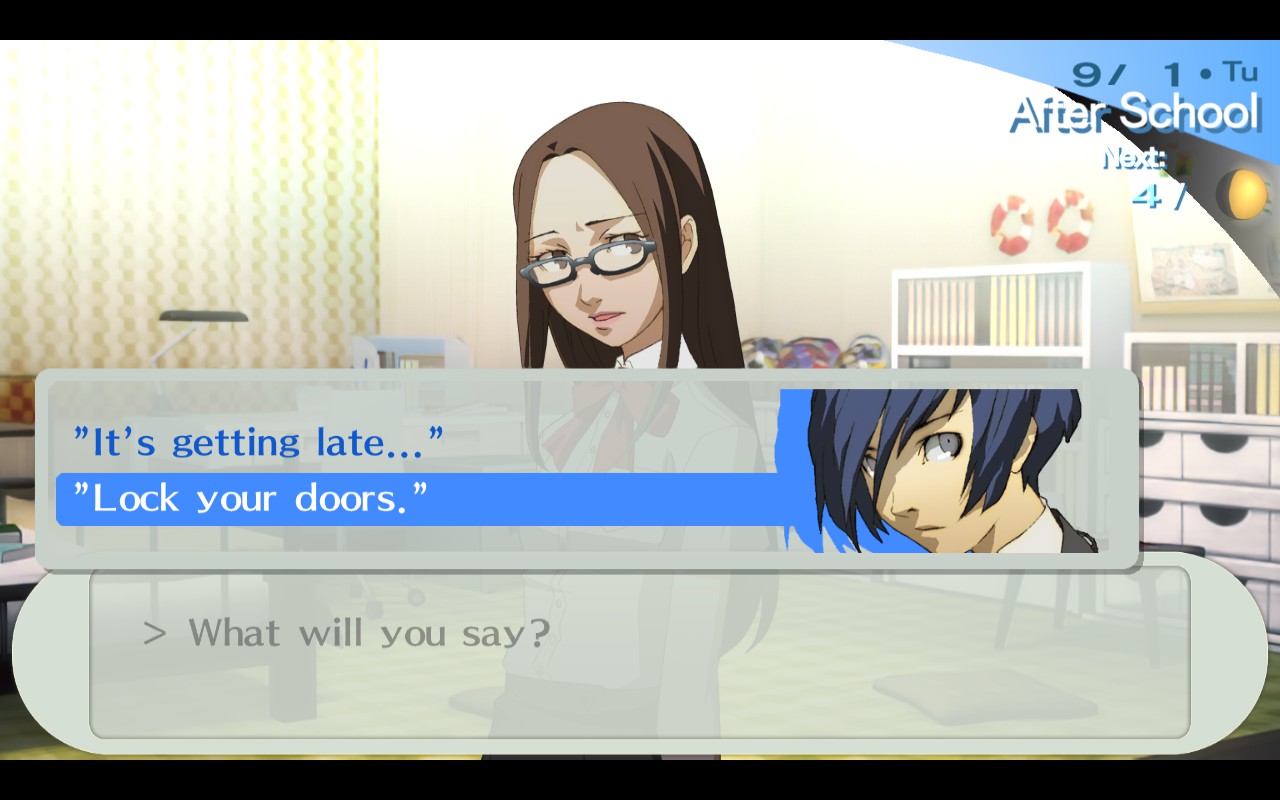 9/ 1 • Tu
After School
Next:
4 /
"It's getting late..."
"Lock your doors."
> What will you say?